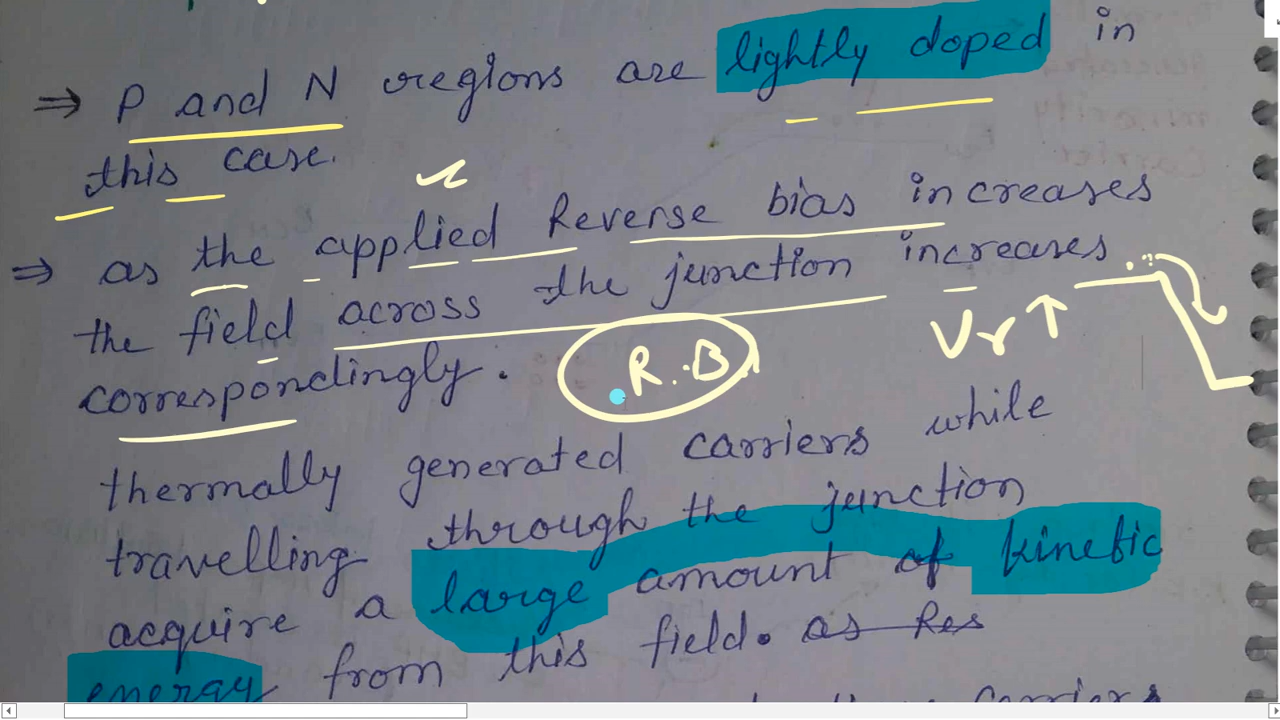 ⇒ P and N regions are lightly doped in
this case.
⇒ as the applied Reverse bias increases
the field across the junction increases
correspondingly.
R.B
Vr↑
thermally generated carriers while
travelling through the junction
acquire a large amount of kinetic
energy from this field. as Res
carriers